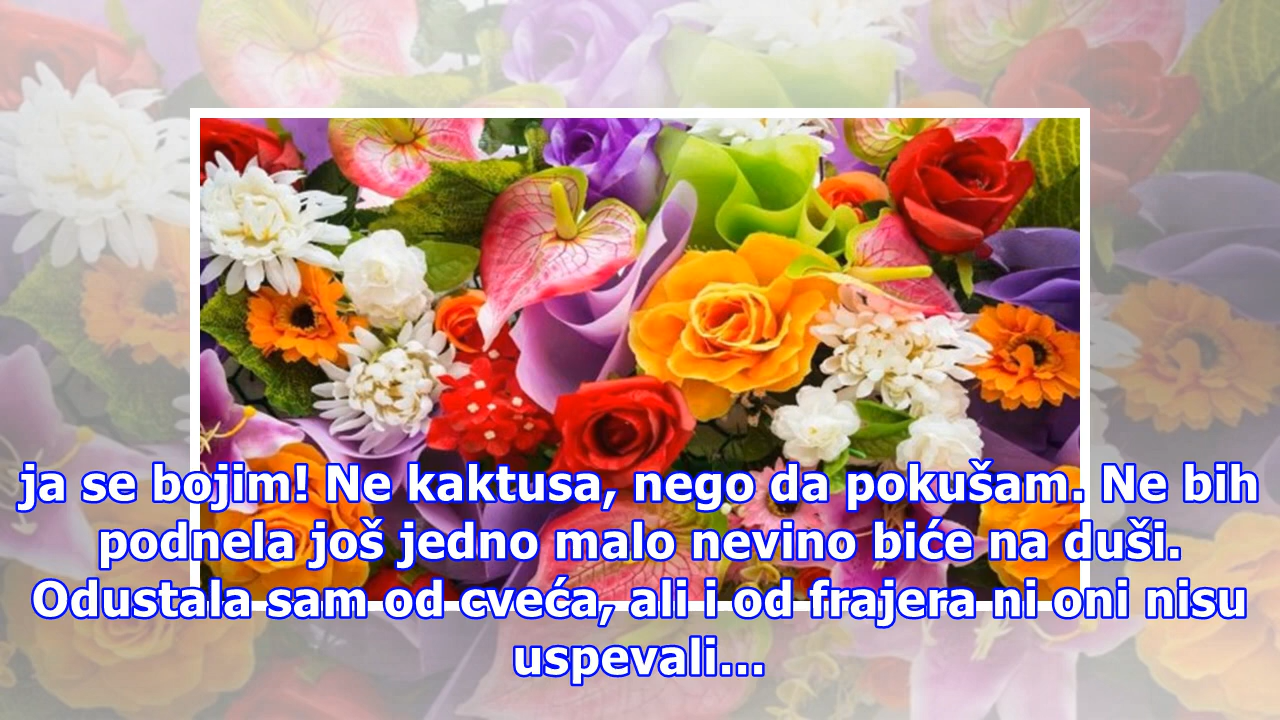 ja se bojim! Ne kaktusa, nego da pokušam. Ne bih
podnela još jedno malo nevino biće na duši.
Odustala sam od cveća, ali i od frajera ni oni nisu
uspevali...